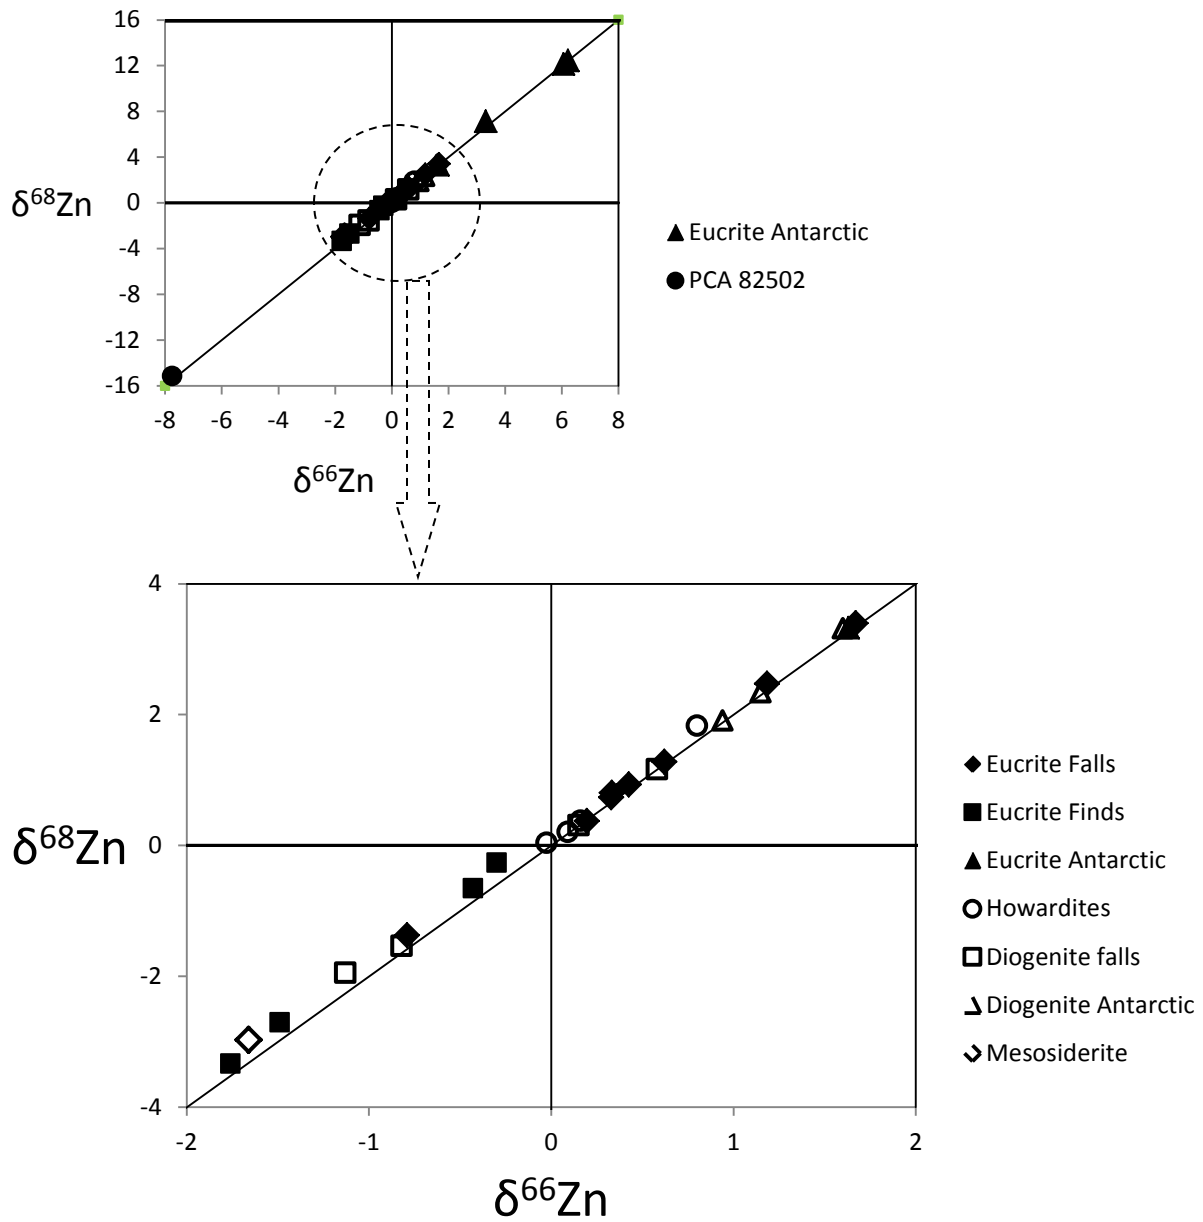 16
12
8
4
0
-4
-8
-12
-16
δ⁶⁸Zn
-8 -6 -4 -2 0 2 4 6 8
δ⁶⁶Zn
Eucrite Antarctic
PCA 82502
4
2
0
-2
-4
δ⁶⁸Zn
-2 -1 0 1 2
δ⁶⁶Zn
Eucrite Falls
Eucrite Finds
Eucrite Antarctic
Howardites
Diogenite falls
Diogenite Antarctic
Mesosiderite